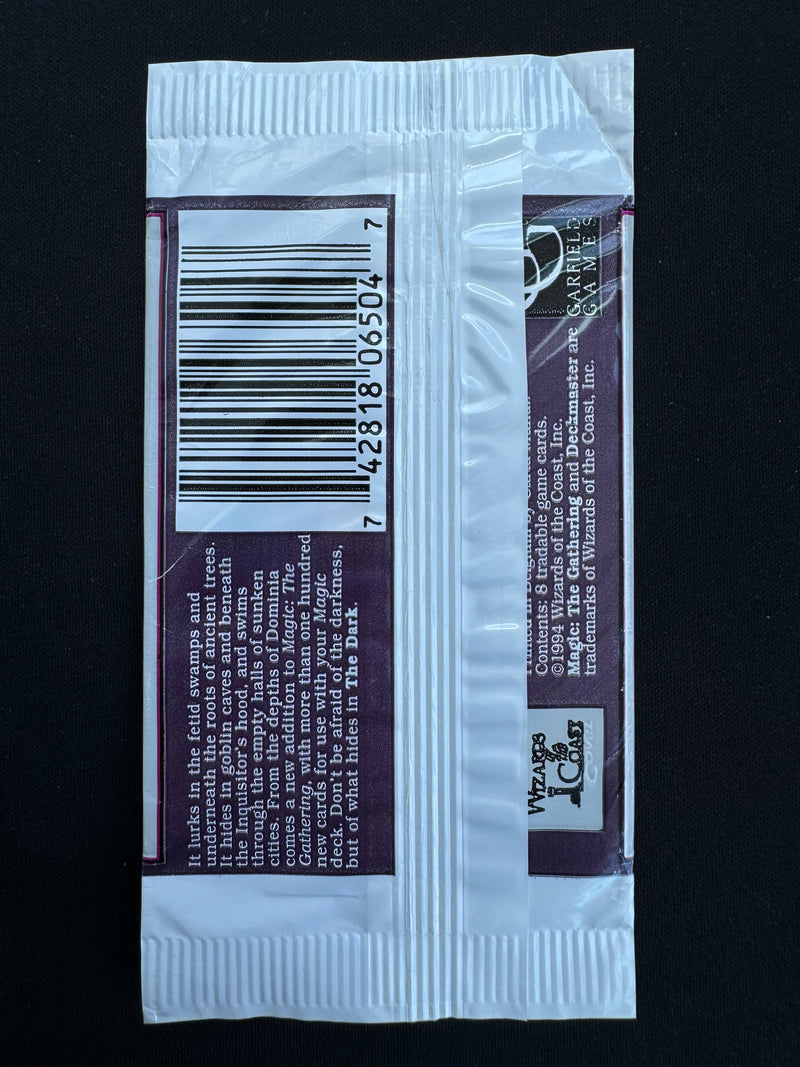 It lurks in the fetid swamps and
underneath the roots of ancient trees.
It hides in goblin caves and beneath
the Inquisitor's hood, and swims
through the empty halls of sunken
cities. From the depths of Dominia
comes a new addition to Magic: The
Gathering, with more than one hundred
new cards for use with your Magic
deck. Don't be afraid of the darkness,
but of what hides in The Dark.
7 42818 06504 7
WIZARDS
OF THE
COAST
Contents: 8 tradable game cards.
©1994 Wizards of the Coast, Inc.
Magic: The Gathering and Deckmaster are
trademarks of Wizards of the Coast, Inc.
GARFIELD
GAMES